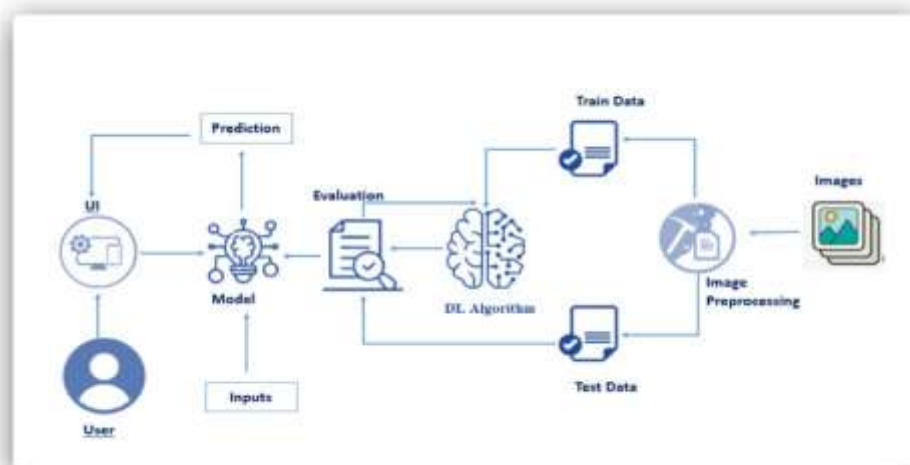 Train Data
Prediction
Images
Evaluation
UI
Model
DL Algorithm
Image
Preprocessing
Inputs
Test Data
User